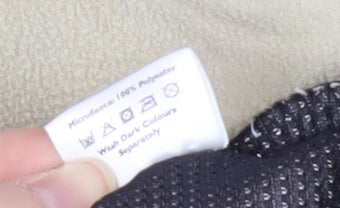 Microfleece: 100% Polyester
Wash Dark Colours
Separately